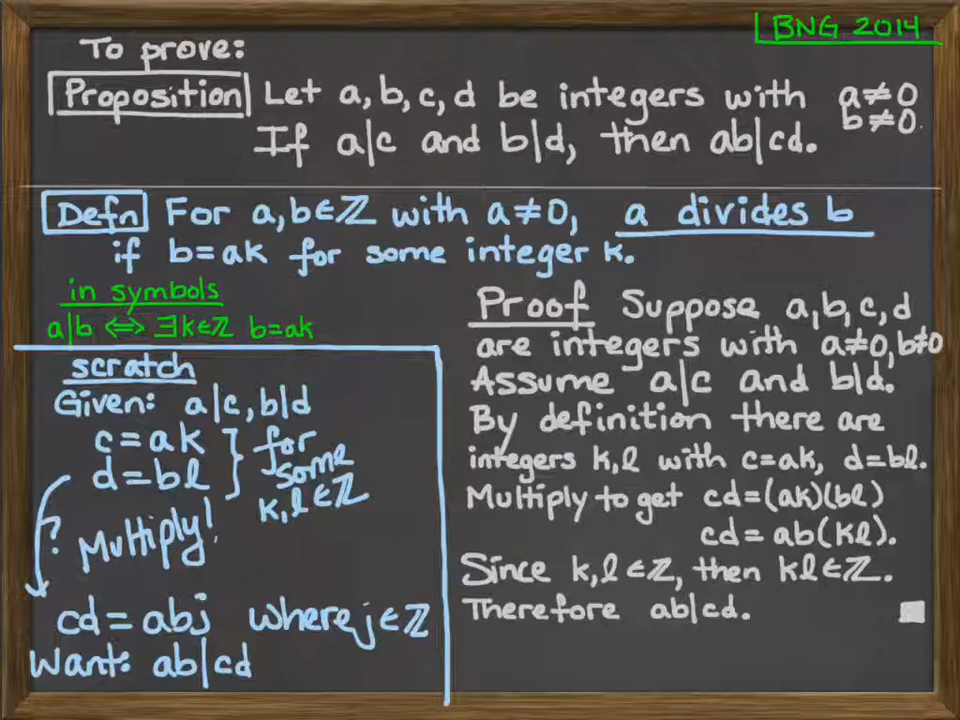 BNG 2014
To prove:
Proposition Let a, b, c, d be integers with a≠0
b≠0.
If a|c and b|d, then ab|cd.
Defn For a,b∈ℤ with a≠0, a divides b
if b=ak for some integer k.
in symbols
a|b ⟺ ∃k∈ℤ b=ak
scratch
Given: a|c, b|d
c=ak } for
d=bl some
k,l∈ℤ
? Multiply!
cd=abj where j∈ℤ
Want: ab|cd
Proof Suppose a,b,c,d
are integers with a≠0, b≠0
Assume a|c and b|d.
By definition there are
integers k,l with c=ak, d=bl.
Multiply to get cd=(ak)(bl)
cd=ab(kl).
Since k,l∈ℤ, then kl∈ℤ.
Therefore ab|cd.